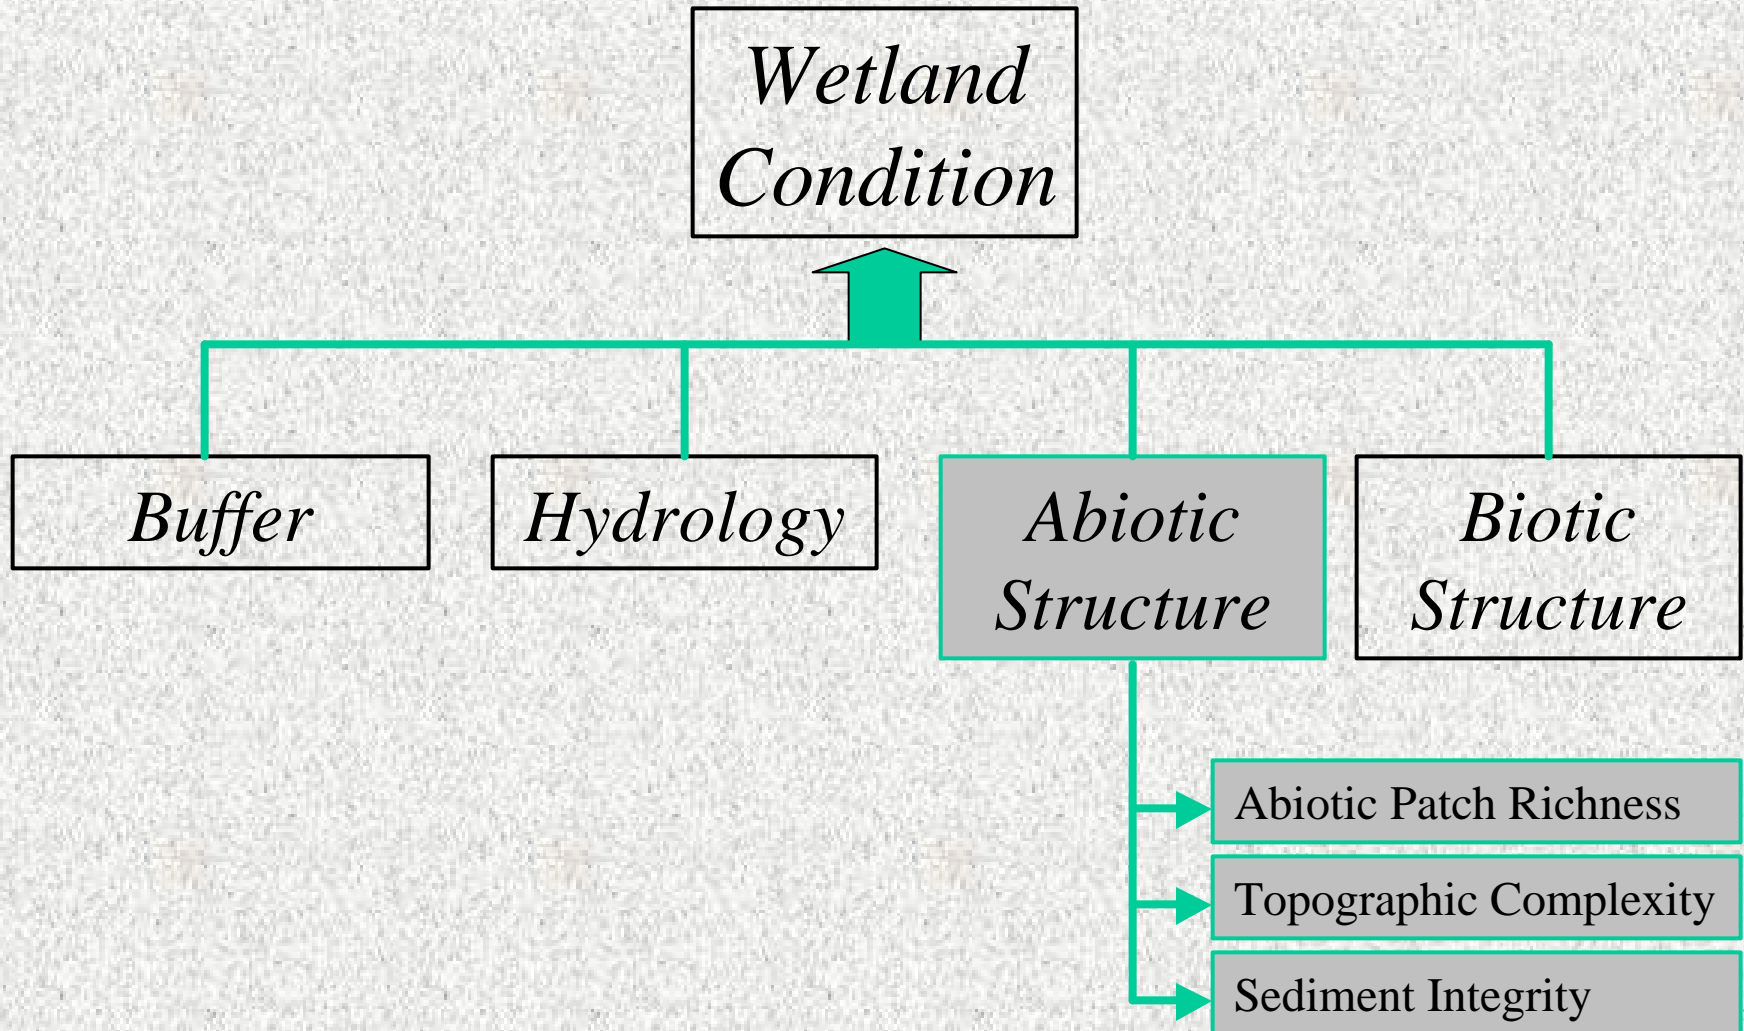 Wetland
Condition
Buffer
Hydrology
Abiotic
Structure
Biotic
Structure
Abiotic Patch Richness
Topographic Complexity
Sediment Integrity